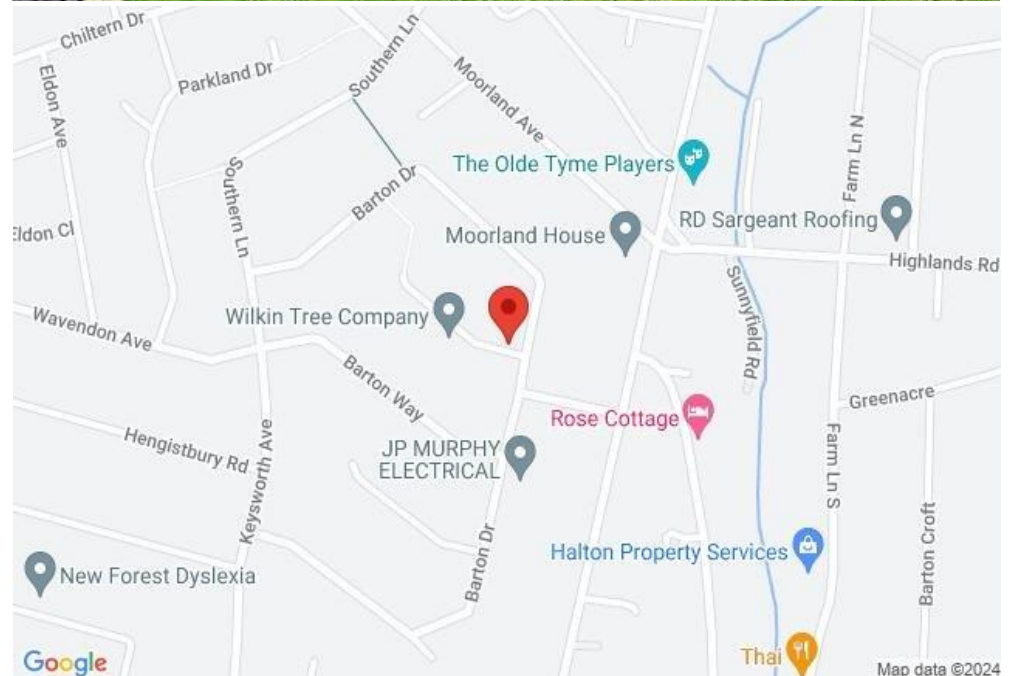 Chiltern Dr
Eldon Ave
Parkland Dr
Southern Ln
Moorland Ave
The Olde Tyme Players
Farm Ln N
Southern Ln
Barton Dr
Moorland House
RD Sargeant Roofing
Eldon Cl
Highlands Rd
Wilkin Tree Company
Sunnyfield Rd
Wavendon Ave
Barton Way
Greenacre
Rose Cottage
Hengistbury Rd
JP MURPHY
ELECTRICAL
Farm Ln S
Keysworth Ave
Barton Dr
Halton Property Services
Barton Croft
New Forest Dyslexia
Thai
Google
Map data ©2024